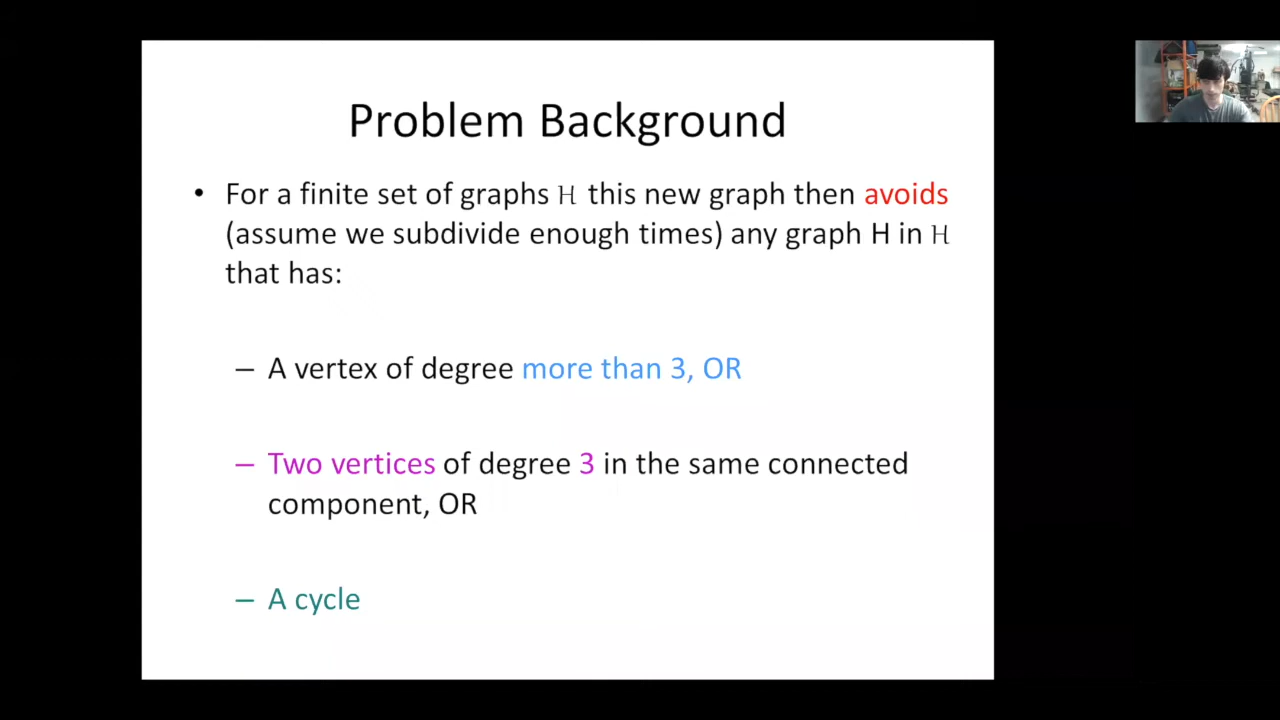 Problem Background
• For a finite set of graphs H this new graph then avoids
(assume we subdivide enough times) any graph H in H
that has:
– A vertex of degree more than 3, OR
– Two vertices of degree 3 in the same connected
component, OR
– A cycle